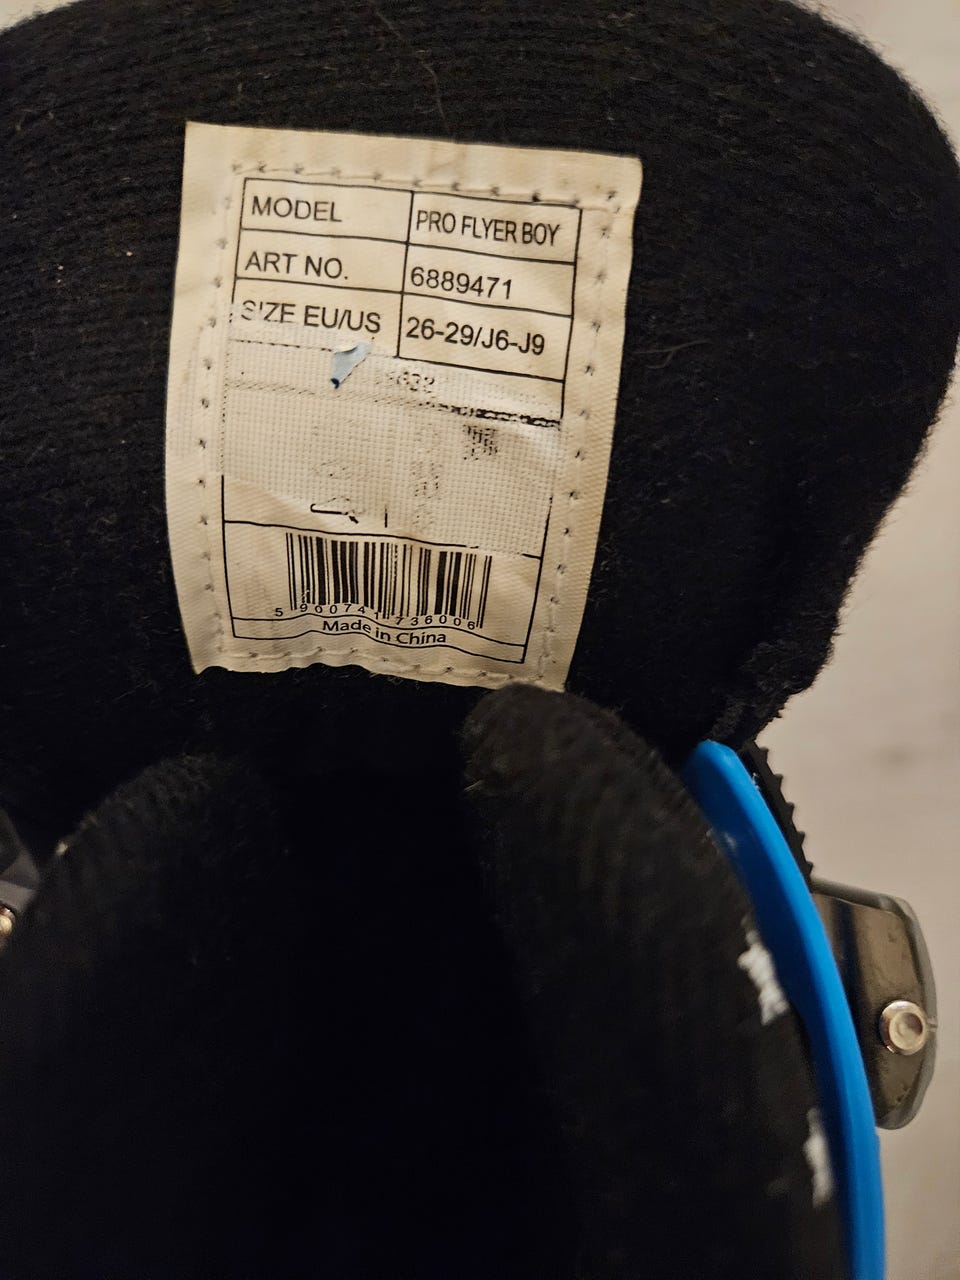 MODEL PRO FLYER BOY
ART NO. 6889471
SIZE EU/US 26-29/J6-J9
5 900741 736006
Made in China